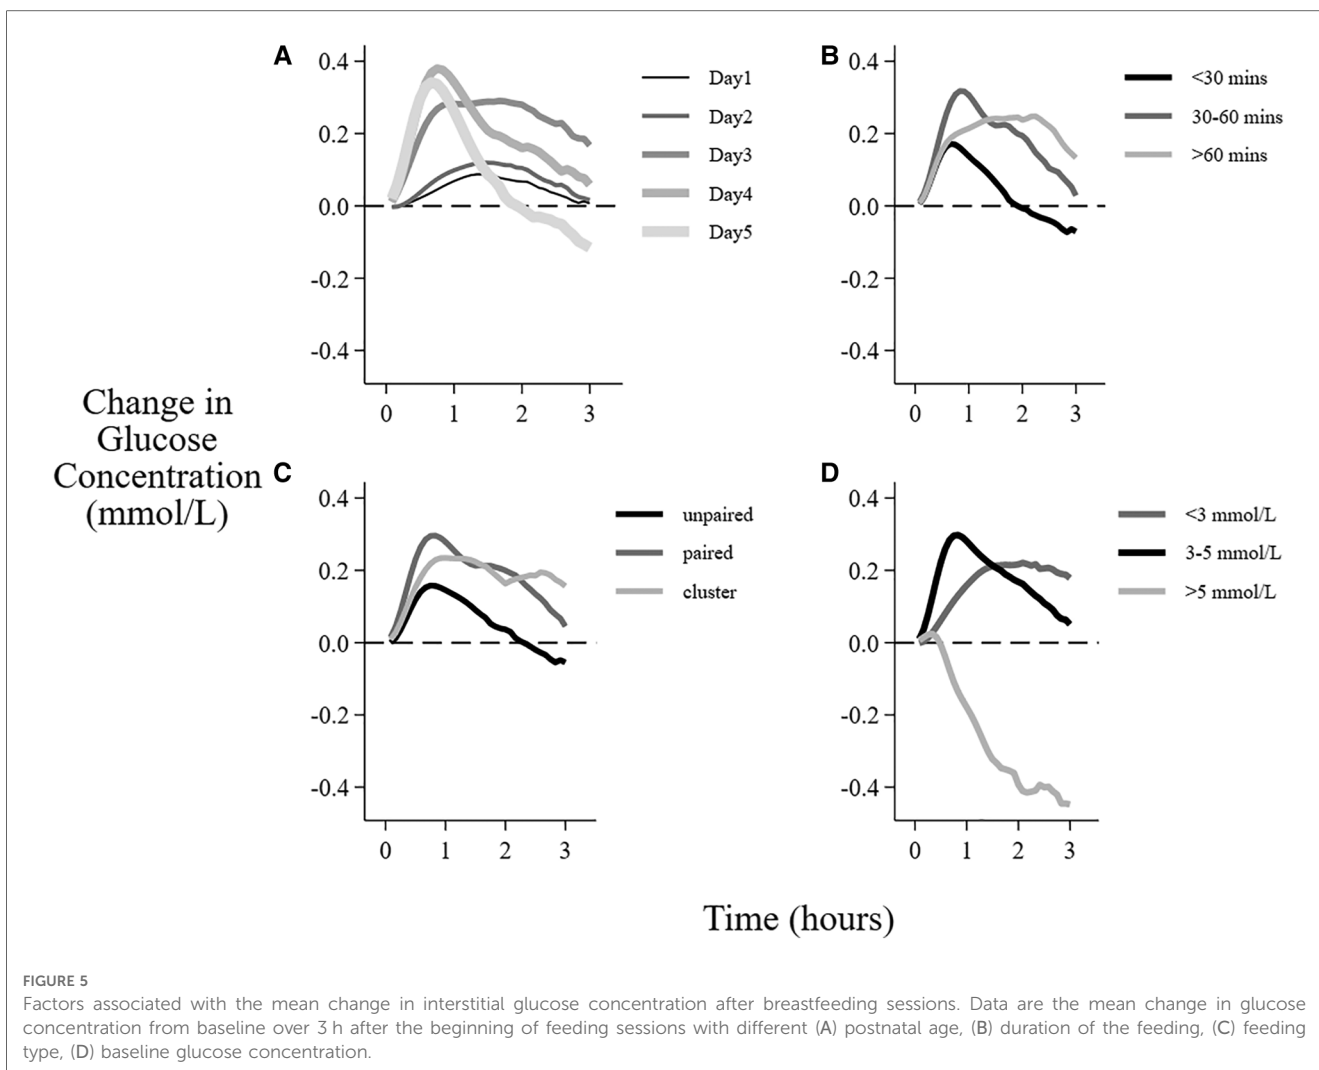 A
0.4
0.2
0.0
-0.2
-0.4
0 1 2 3
Day1
Day2
Day3
Day4
Day5
B
0.4
0.2
0.0
-0.2
-0.4
0 1 2 3
<30 mins
30-60 mins
>60 mins
Change in
Glucose
Concentration
(mmol/L)
C
0.4
0.2
0.0
-0.2
-0.4
0 1 2 3
unpaired
paired
cluster
D
0.4
0.2
0.0
-0.2
-0.4
0 1 2 3
<3 mmol/L
3-5 mmol/L
>5 mmol/L
Time (hours)
FIGURE 5
Factors associated with the mean change in interstitial glucose concentration after breastfeeding sessions. Data are the mean change in glucose
concentration from baseline over 3 h after the beginning of feeding sessions with different (A) postnatal age, (B) duration of the feeding, (C) feeding
type, (D) baseline glucose concentration.